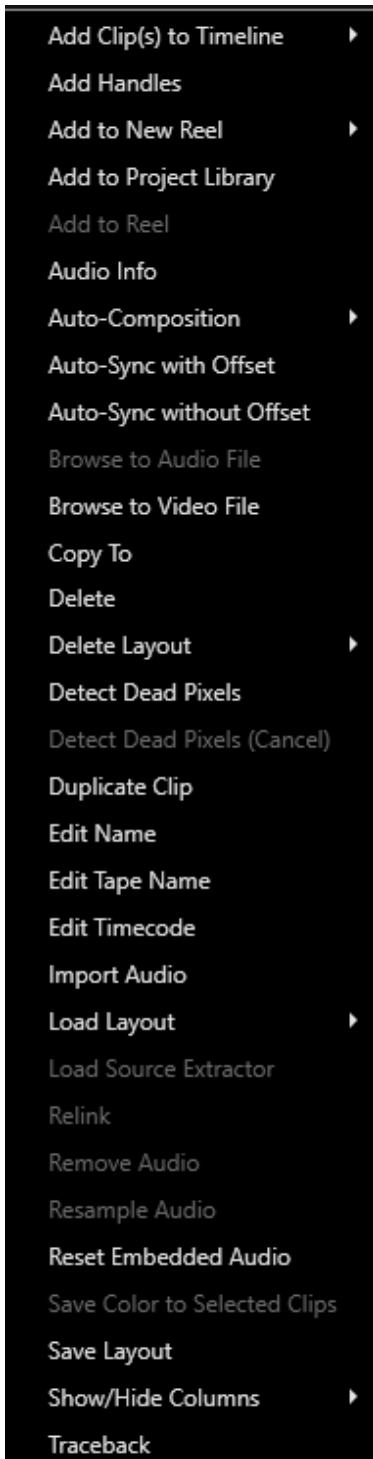 Add Clip(s) to Timeline
Add Handles
Add to New Reel
Add to Project Library
Add to Reel
Audio Info
Auto-Composition
Auto-Sync with Offset
Auto-Sync without Offset
Browse to Audio File
Browse to Video File
Copy To
Delete
Delete Layout
Detect Dead Pixels
Detect Dead Pixels (Cancel)
Duplicate Clip
Edit Name
Edit Tape Name
Edit Timecode
Import Audio
Load Layout
Load Source Extractor
Relink
Remove Audio
Resample Audio
Reset Embedded Audio
Save Color to Selected Clips
Save Layout
Show/Hide Columns
Traceback